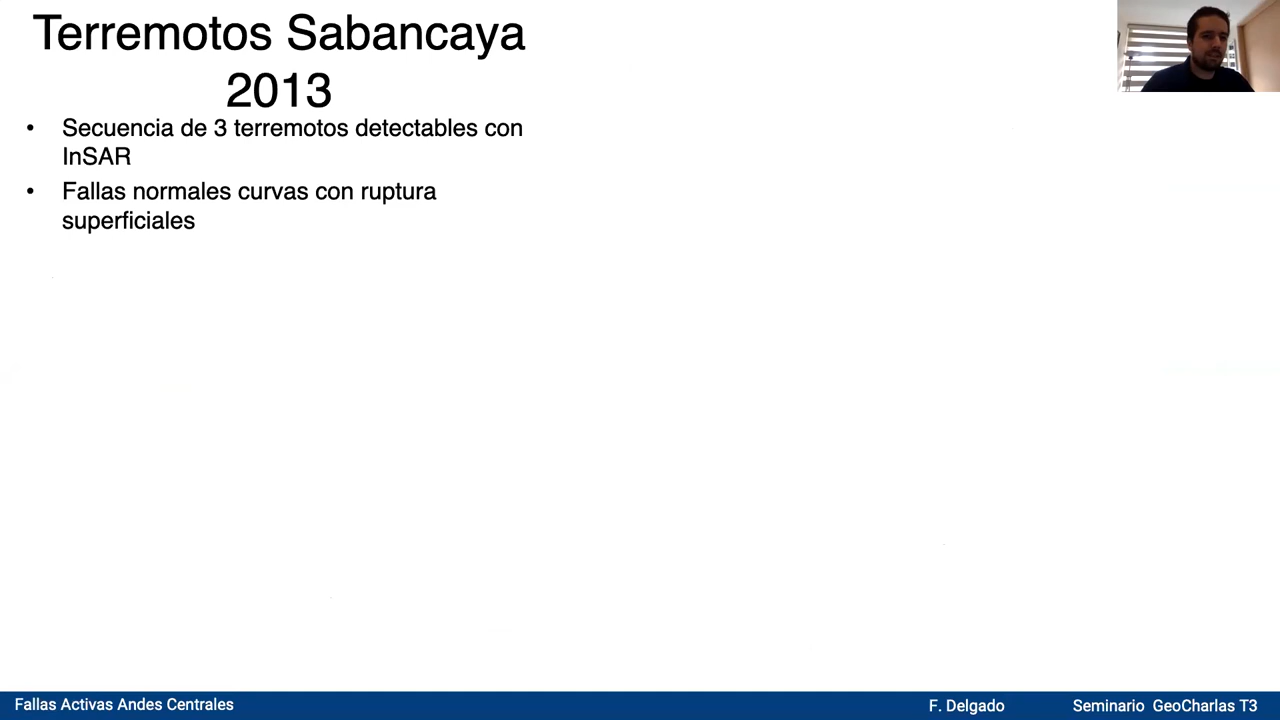 Terremotos Sabancaya
2013
• Secuencia de 3 terremotos detectables con
InSAR
• Fallas normales curvas con ruptura
superficiales
Fallas Activas Andes Centrales
F. Delgado
Seminario GeoCharlas T3